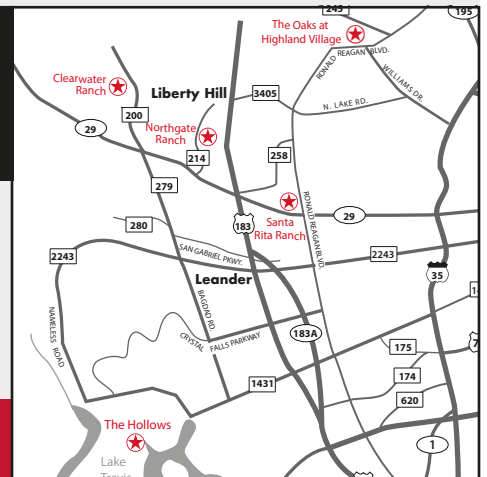 245
195
The Oaks at
Highland Village
RONALD REAGAN BLVD.
WILLIAMS DR.
Clearwater
Ranch
Liberty Hill
3405
N. LAKE RD.
200
29
Northgate
Ranch
214
258
279
RONALD REAGAN BLVD.
Santa
Rita Ranch
29
280
183
SAN GABRIEL PKWY.
2243
2243
Leander
35
BAGDAD RD.
NAMELESS ROAD
CRYSTAL FALLS PARKWAY
183A
175
174
1431
620
The Hollows
1
Lake
Travis